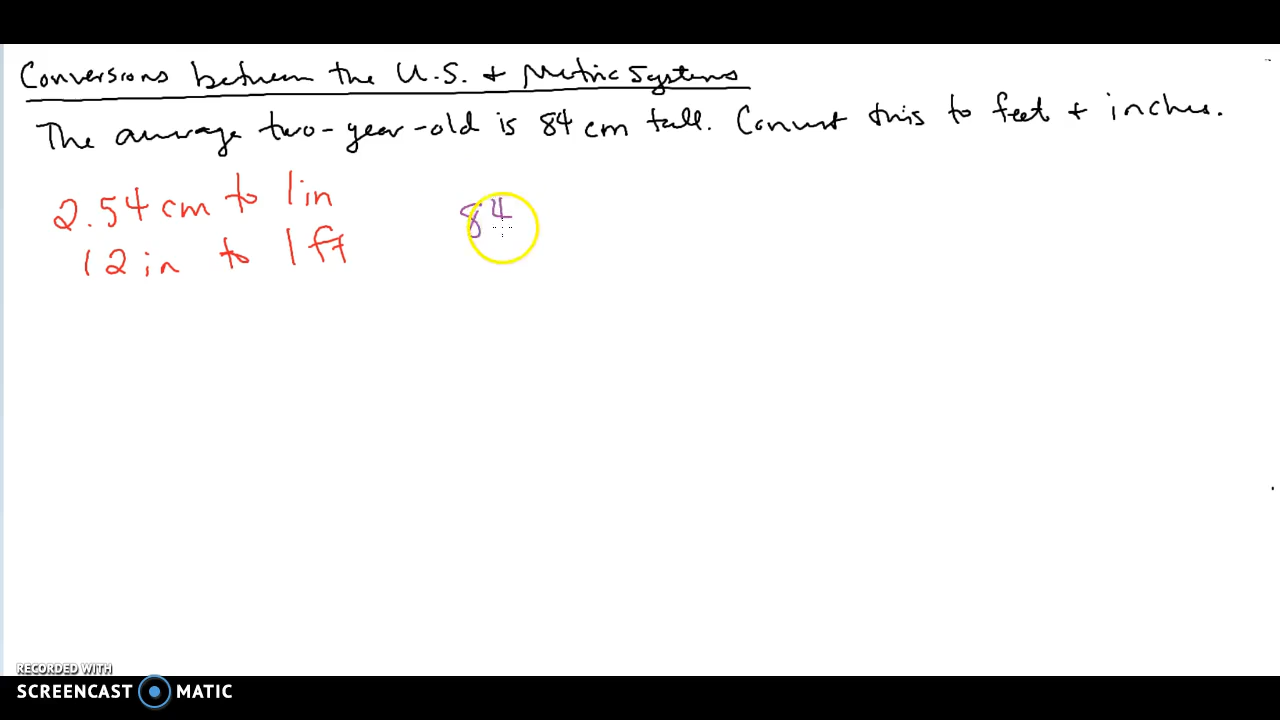 Conversions between the U.S. + Metric Systems
The average two-year-old is 84 cm tall. Convert this to feet + inches.
2.54 cm to 1 in
84
12 in to 1 ft
RECORDED WITH
SCREENCAST MATIC